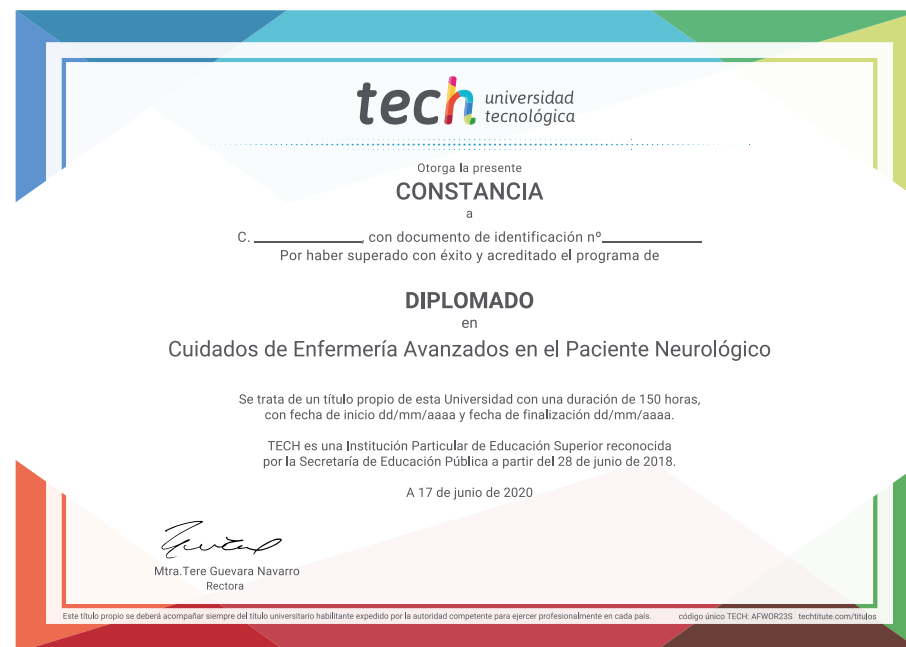 tech universidad
tecnológica
Otorga la presente
CONSTANCIA
a
C. ____________, con documento de identificación nº____________
Por haber superado con éxito y acreditado el programa de
DIPLOMADO
en
Cuidados de Enfermería Avanzados en el Paciente Neurológico
Se trata de un título propio de esta Universidad con una duración de 150 horas,
con fecha de inicio dd/mm/aaaa y fecha de finalización dd/mm/aaaa.
TECH es una Institución Particular de Educación Superior reconocida
por la Secretaría de Educación Pública a partir del 28 de junio de 2018.
A 17 de junio de 2020
Mtra.Tere Guevara Navarro
Rectora
Este título propio se deberá acompañar siempre del título universitario habilitante expedido por la autoridad competente para ejercer profesionalmente en cada país. código único TECH: AFWOR23S techtitute.com/titulos